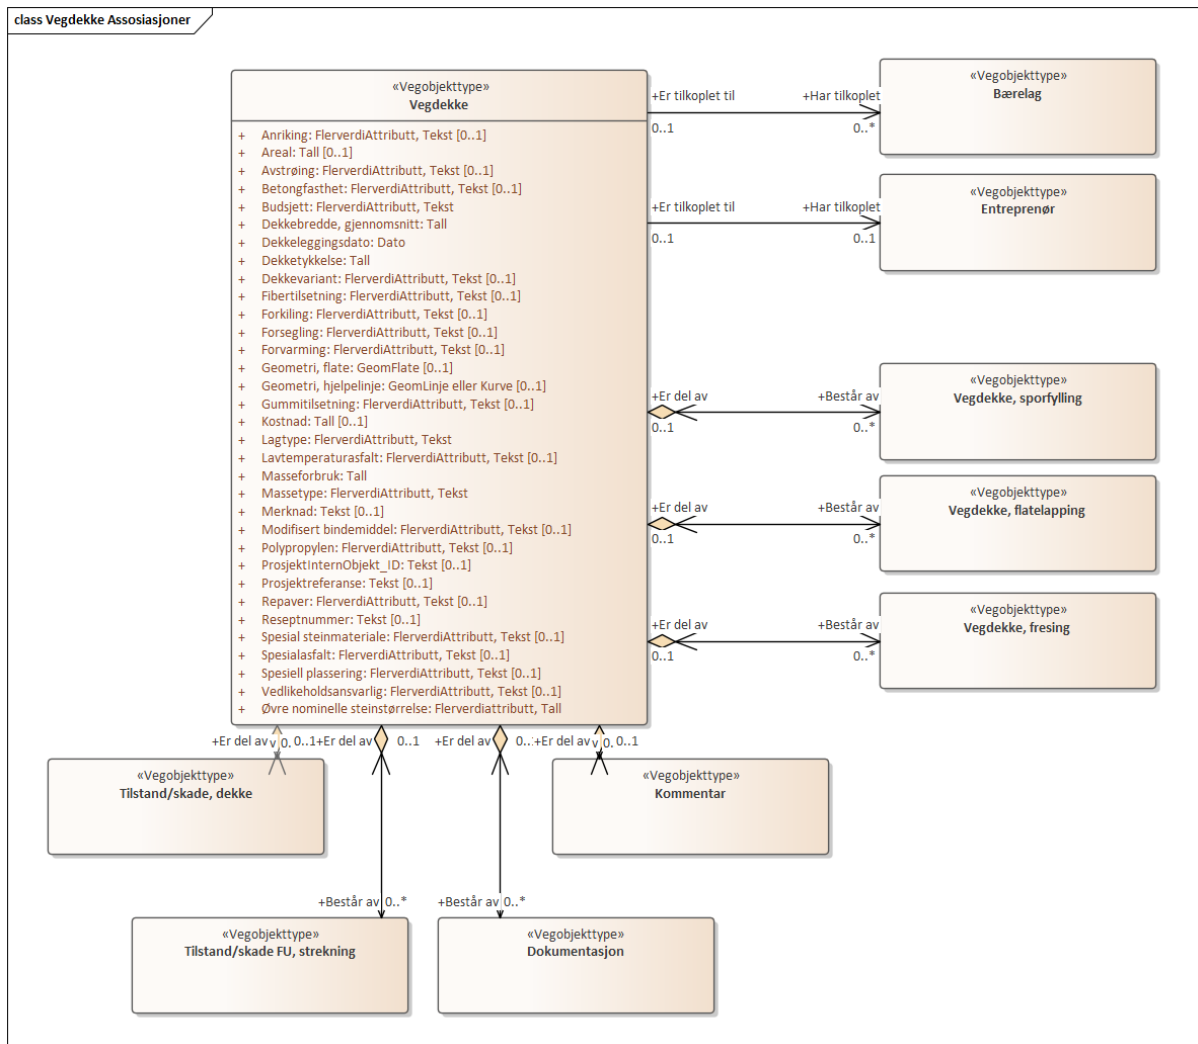 class Vegdekke Assosiasjoner
«Vegobjekttype»
Vegdekke
+ Anriking: FlerverdiAttributt, Tekst [0..1]
+ Areal: Tall [0..1]
+ Avstrøing: FlerverdiAttributt, Tekst [0..1]
+ Betongfasthet: FlerverdiAttributt, Tekst [0..1]
+ Budsjett: FlerverdiAttributt, Tekst
+ Dekkebredde, gjennomsnitt: Tall
+ Dekkeleggingsdato: Dato
+ Dekketykkelse: Tall
+ Dekkevariant: FlerverdiAttributt, Tekst [0..1]
+ Fibertilsetning: FlerverdiAttributt, Tekst [0..1]
+ Forkiling: FlerverdiAttributt, Tekst [0..1]
+ Forsegling: FlerverdiAttributt, Tekst [0..1]
+ Forvarming: FlerverdiAttributt, Tekst [0..1]
+ Geometri, flate: GeomFlate [0..1]
+ Geometri, hjelpelinje: GeomLinje eller Kurve [0..1]
+ Gummitilsetning: FlerverdiAttributt, Tekst [0..1]
+ Kostnad: Tall [0..1]
+ Lagtype: FlerverdiAttributt, Tekst
+ Lavtemperaturasfalt: FlerverdiAttributt, Tekst [0..1]
+ Masseforbruk: Tall
+ Massetype: FlerverdiAttributt, Tekst
+ Merknad: Tekst [0..1]
+ Modifisert bindemiddel: FlerverdiAttributt, Tekst [0..1]
+ Polypropylen: FlerverdiAttributt, Tekst [0..1]
+ ProsjektInternObjekt_ID: Tekst [0..1]
+ Prosjektreferanse: Tekst [0..1]
+ Repaver: FlerverdiAttributt, Tekst [0..1]
+ Reseptnummer: Tekst [0..1]
+ Spesial steinmateriale: FlerverdiAttributt, Tekst [0..1]
+ Spesialasfalt: FlerverdiAttributt, Tekst [0..1]
+ Spesiell plassering: FlerverdiAttributt, Tekst [0..1]
+ Vedlikeholdsansvarlig: FlerverdiAttributt, Tekst [0..1]
+ Øvre nominelle steinstørrelse: Flerverdiattributt, Tall
+Er tilkoplet til +Har tilkoplet
0..1 0..*
«Vegobjekttype»
Bærelag
+Er tilkoplet til +Har tilkoplet
0..1 0..1
«Vegobjekttype»
Entreprenør
+Er del av +Består av
0..1 0..*
«Vegobjekttype»
Vegdekke, sporfylling
+Er del av +Består av
0..1 0..*
«Vegobjekttype»
Vegdekke, flatelapping
+Er del av +Består av
0..1 0..*
«Vegobjekttype»
Vegdekke, fresing
+Er del av v 0. 0..1 +Er del av 0..1 +Er del av 0.. +Er del av v 0. 0..1
«Vegobjekttype»
Tilstand/skade, dekke
«Vegobjekttype»
Kommentar
+Består av 0..* +Består av 0..*
«Vegobjekttype»
Tilstand/skade FU, strekning
«Vegobjekttype»
Dokumentasjon